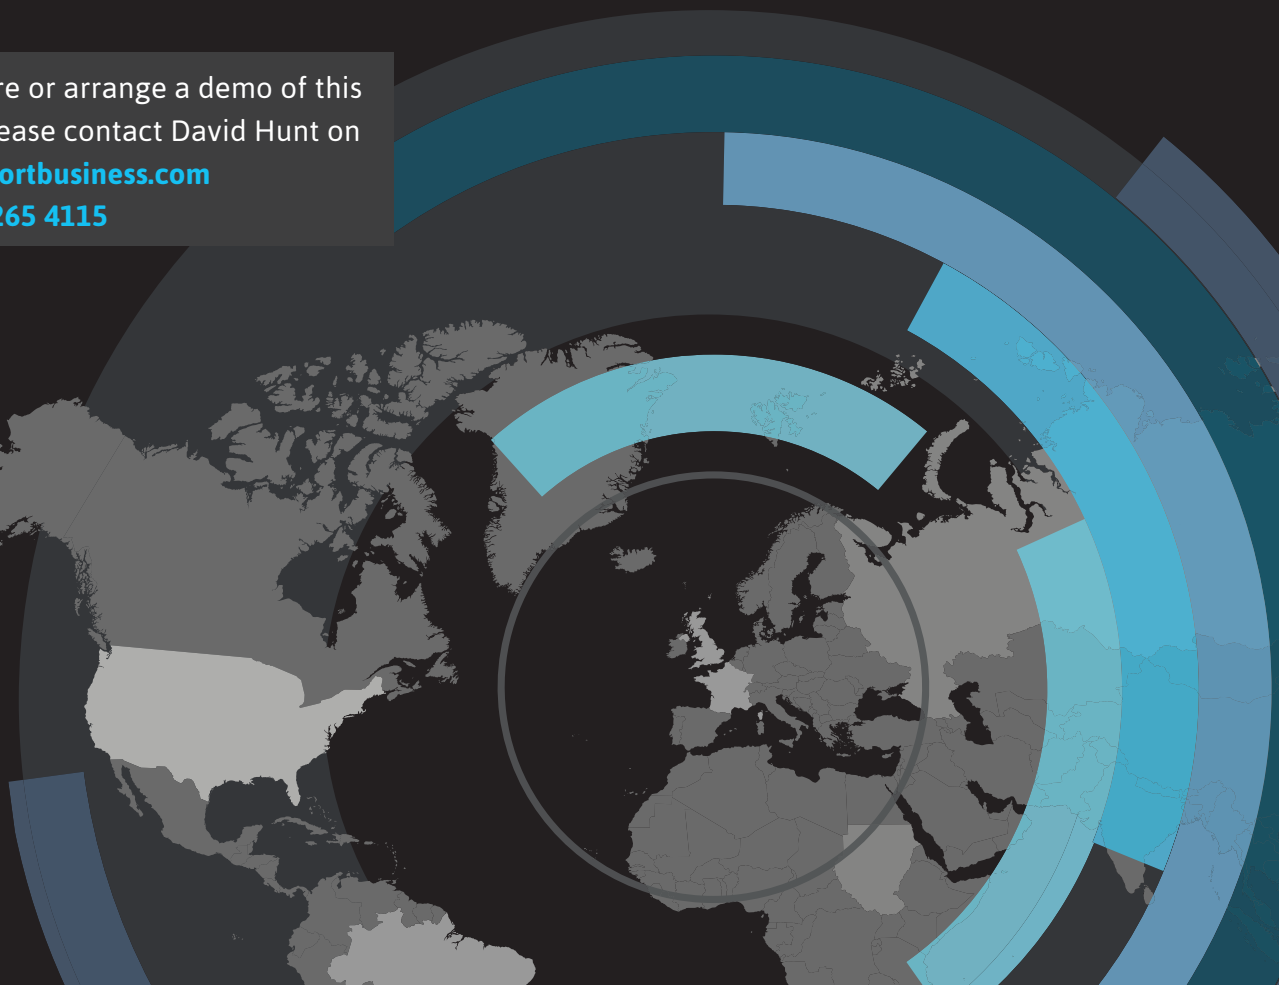 re or arrange a demo of this
ease contact David Hunt on
ortbusiness.com
265 4115